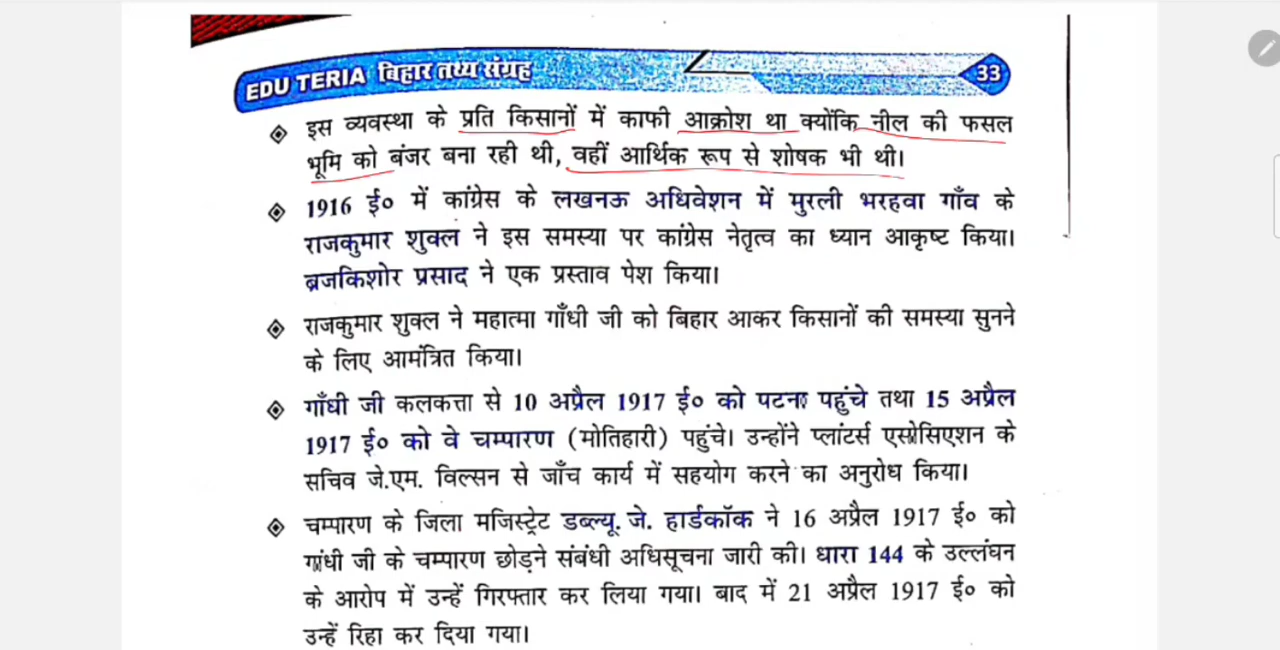 EDU TERIA बिहार तथ्य संग्रह 33
इस व्यवस्था के प्रति किसानों में काफी आक्रोश था क्योंकि नील की फसल
भूमि को बंजर बना रही थी, वहीं आर्थिक रूप से शोषक भी थी।
1916 ई० में कांग्रेस के लखनऊ अधिवेशन में मुरली भरहवा गाँव के
राजकुमार शुक्ल ने इस समस्या पर कांग्रेस नेतृत्व का ध्यान आकृष्ट किया।
ब्रजकिशोर प्रसाद ने एक प्रस्ताव पेश किया।
राजकुमार शुक्ल ने महात्मा गाँधी जी को बिहार आकर किसानों की समस्या सुनने
के लिए आमंत्रित किया।
गाँधी जी कलकत्ता से 10 अप्रैल 1917 ई० को पटना पहुंचे तथा 15 अप्रैल
1917 ई० को वे चम्पारण (मोतिहारी) पहुंचे। उन्होंने प्लांटर्स एसोसिएशन के
सचिव जे.एम. विल्सन से जाँच कार्य में सहयोग करने का अनुरोध किया।
चम्पारण के जिला मजिस्ट्रेट डब्ल्यू. जे. हार्डकॉक ने 16 अप्रैल 1917 ई० को
गांधी जी के चम्पारण छोड़ने संबंधी अधिसूचना जारी की। धारा 144 के उल्लंघन
के आरोप में उन्हें गिरफ्तार कर लिया गया। बाद में 21 अप्रैल 1917 ई० को
उन्हें रिहा कर दिया गया।